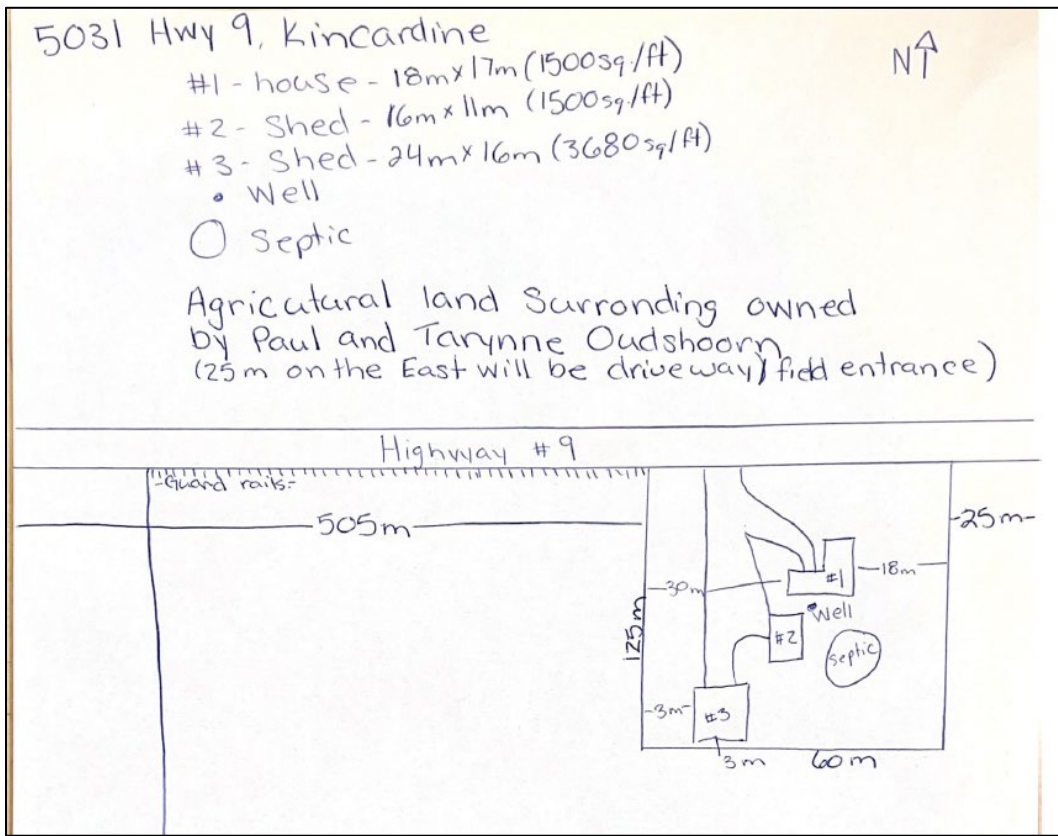 5031 Hwy 9, Kincardine
N
#1 - house - 18m x 17m (1500sq./ft)
#2 - Shed - 16m x 11m (1500sq./ft)
#3 - Shed - 24m x 16m (3680sq/ft)
• Well
○ Septic
Agricutural land Surronding owned
by Paul and Tarynne Oudshoorn
(25m on the East will be driveway/field entrance)
Highway #9
-Guard rails-
505m
-25m-
-30m
#1
-18m-
125m
Well
#2
Septic
-3m-
#3
3m
60m